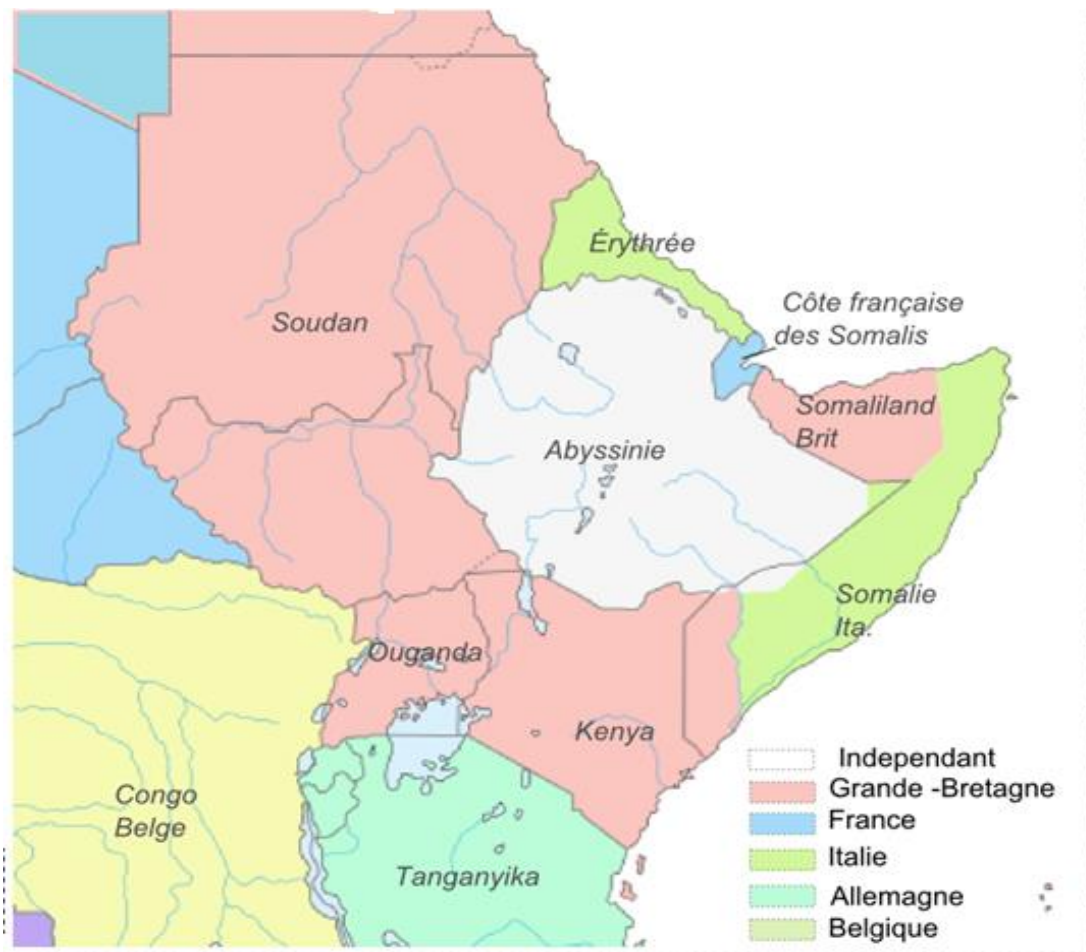 Érythrée
Côte française
des Somalis
Soudan
Somaliland
Brit
Abyssinie
Somalie
Ita.
Ouganda
Kenya
Congo
Belge
Tanganyika
Independant
Grande -Bretagne
France
Italie
Allemagne
Belgique